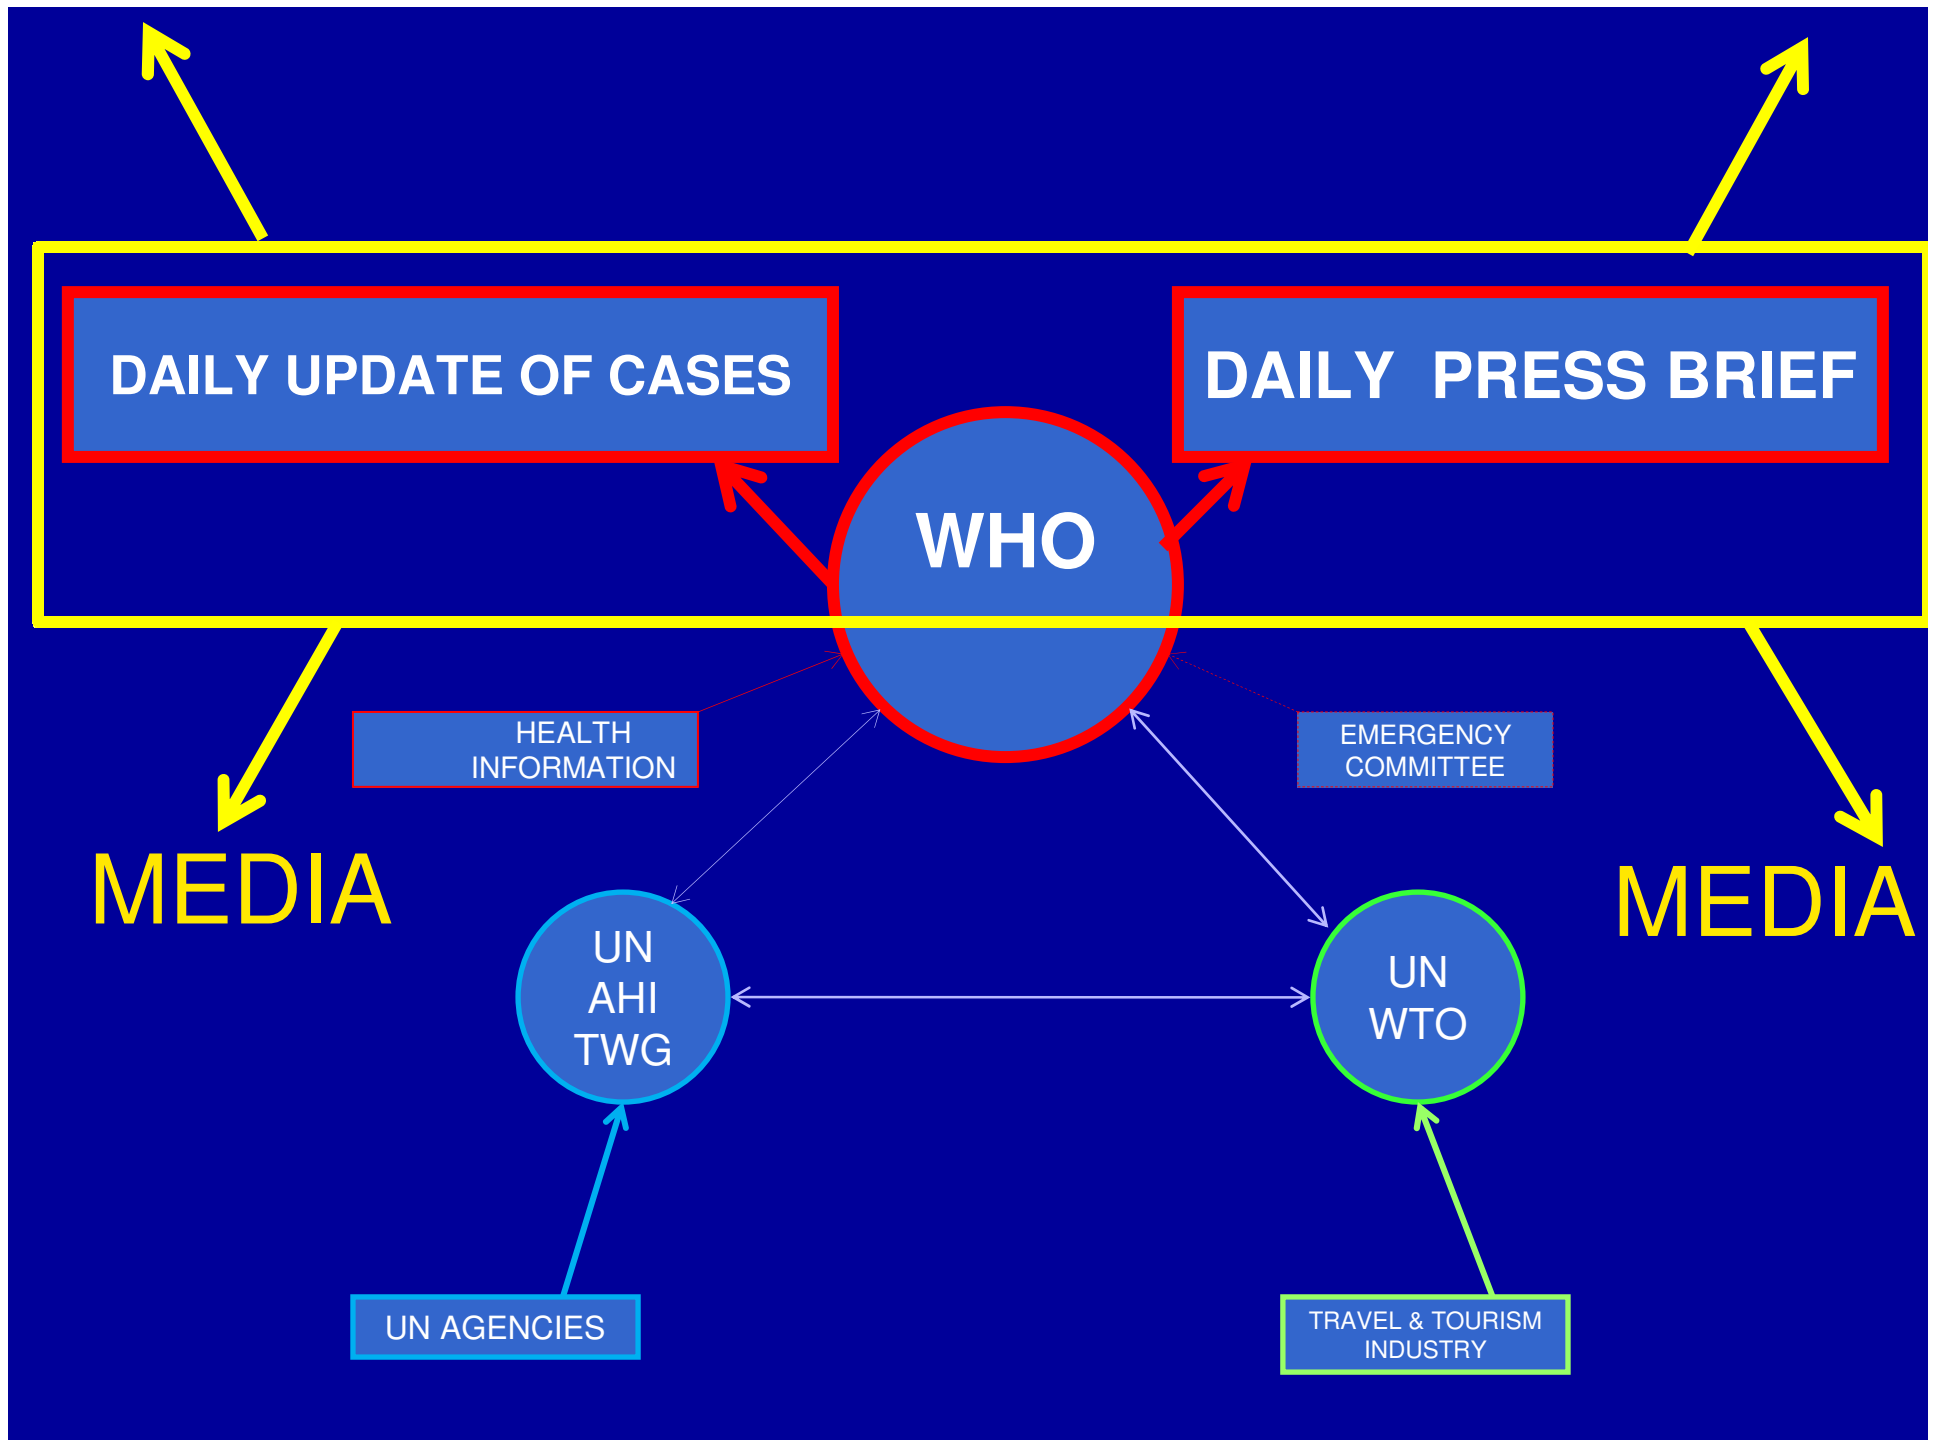 DAILY UPDATE OF CASES
DAILY  PRESS BRIEF
WHO
HEALTH
INFORMATION
EMERGENCY
COMMITTEE
MEDIA
MEDIA
UN
AHI
TWG
UN
WTO
UN AGENCIES
TRAVEL & TOURISM
INDUSTRY